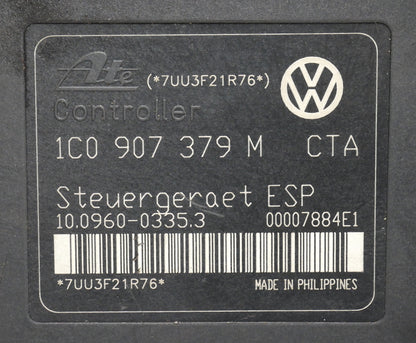 Ate (*7UU3F21R76*)
Controller
1C0 907 379 M CTA
Steuergeraet ESP
10.0960-0335.3 00007884E1
*7UU3F21R76* MADE IN PHILIPPINES